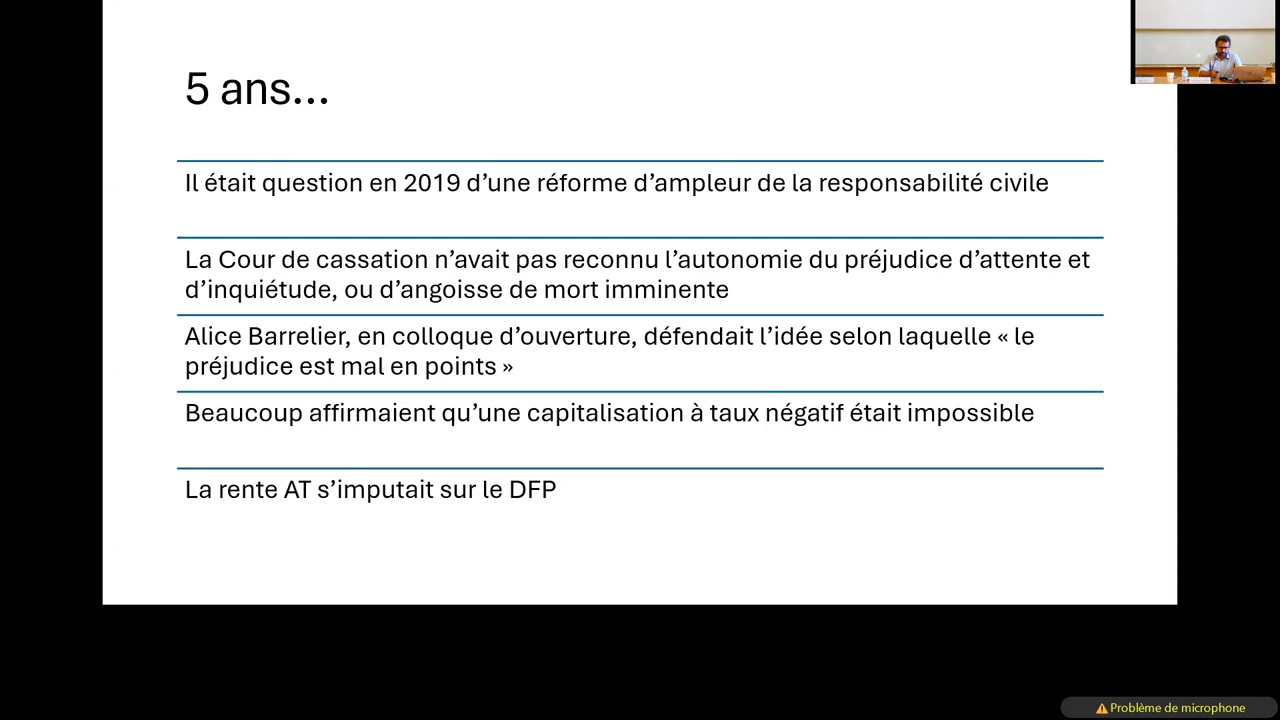 5 ans...
Il était question en 2019 d’une réforme d’ampleur de la responsabilité civile
La Cour de cassation n’avait pas reconnu l’autonomie du préjudice d’attente et
d’inquiétude, ou d’angoisse de mort imminente
Alice Barrelier, en colloque d’ouverture, défendait l’idée selon laquelle « le
préjudice est mal en points »
Beaucoup affirmaient qu’une capitalisation à taux négatif était impossible
La rente AT s’imputait sur le DFP
⚠Problème de microphone